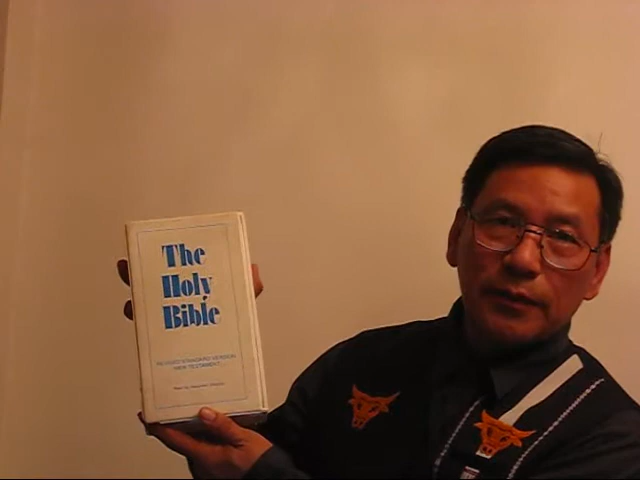 The
Holy
Bible
REVISED STANDARD VERSION
NEW TESTAMENT